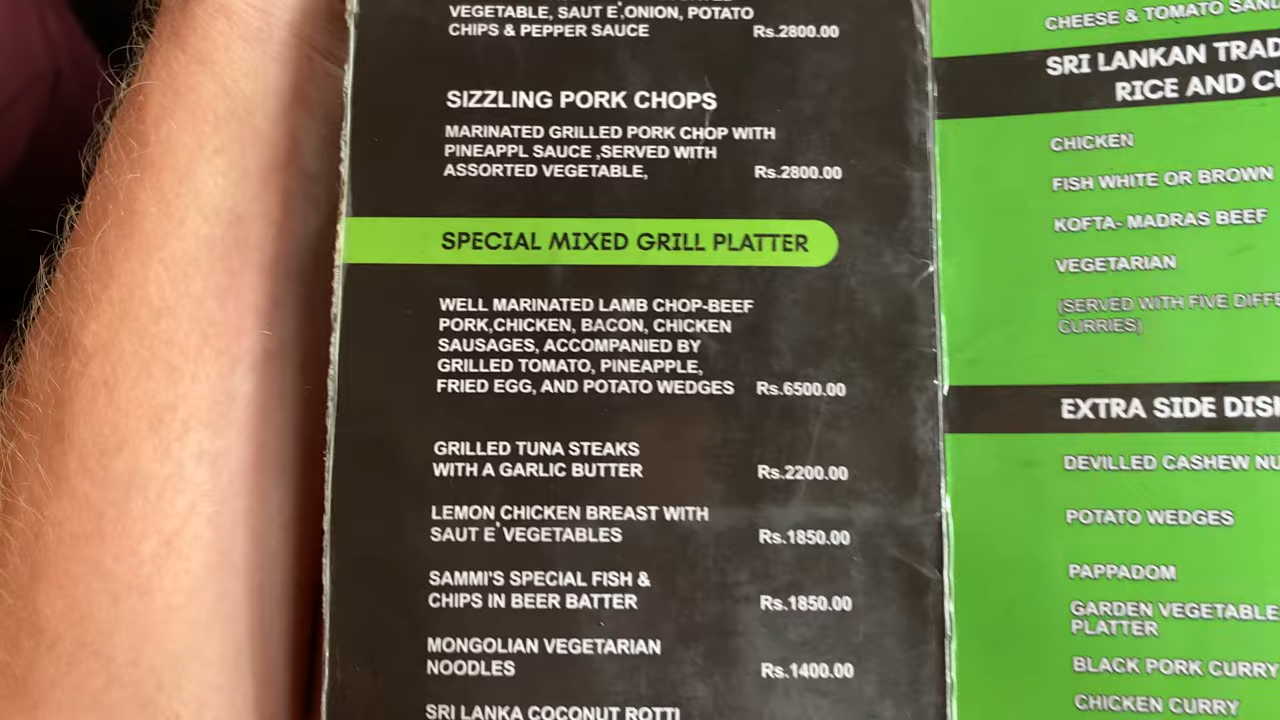 VEGETABLE, SAUT E`,ONION, POTATO
CHIPS & PEPPER SAUCE Rs.2800.00
SIZZLING PORK CHOPS
MARINATED GRILLED PORK CHOP WITH
PINEAPPL SAUCE ,SERVED WITH
ASSORTED VEGETABLE, Rs.2800.00
SPECIAL MIXED GRILL PLATTER
WELL MARINATED LAMB CHOP-BEEF
PORK,CHICKEN, BACON, CHICKEN
SAUSAGES, ACCOMPANIED BY
GRILLED TOMATO, PINEAPPLE,
FRIED EGG, AND POTATO WEDGES Rs.6500.00
GRILLED TUNA STEAKS
WITH A GARLIC BUTTER Rs.2200.00
LEMON CHICKEN BREAST WITH
SAUT E` VEGETABLES Rs.1850.00
SAMMI'S SPECIAL FISH &
CHIPS IN BEER BATTER Rs.1850.00
MONGOLIAN VEGETARIAN
NOODLES Rs.1400.00
SRI LANKA COCONUT ROTTI
CHEESE & TOMATO
SRI LANKAN
RICE AND
CHICKEN
FISH WHITE OR BROWN
KOFTA- MADRAS BEEF
VEGETARIAN
(SERVED WITH FIVE
CURRIES)
EXTRA SIDE
DEVILLED CASHEW
POTATO WEDGES
PAPPADOM
GARDEN VEGETABLE
PLATTER
BLACK PORK CURRY
CHICKEN CURRY